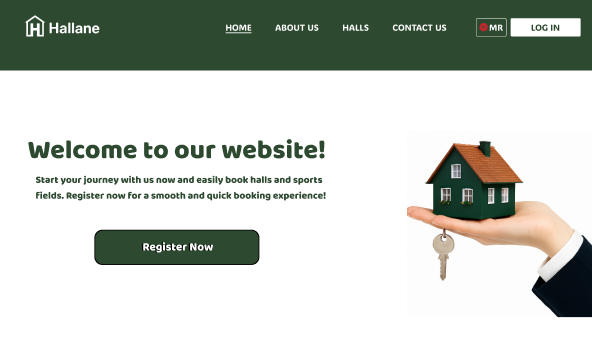 Hallane
HOME
ABOUT US
HALLS
CONTACT US
MR
LOG IN
Welcome to our website!
Start your journey with us now and easily book halls and sports
fields. Register now for a smooth and quick booking experience!
Register Now